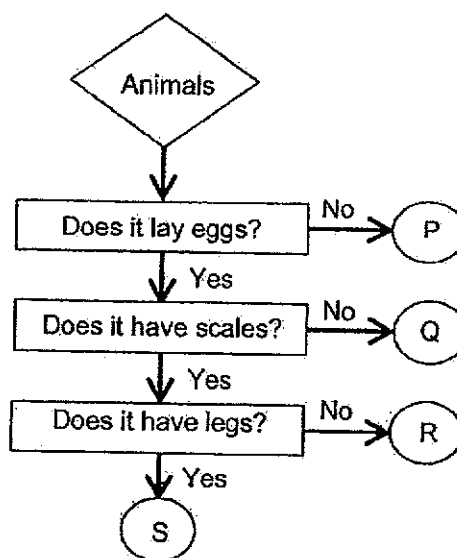 Animals
Does it lay eggs?
No
P
Yes
Does it have scales?
No
Q
Yes
Does it have legs?
No
R
Yes
S